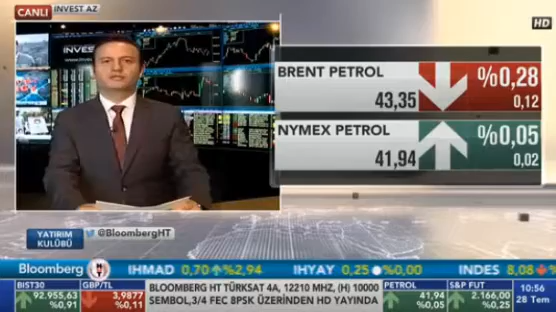 CANLI
INVEST AZ
HD
INVES
BRENT PETROL
43,35
%0,28
0,12
NYMEX PETROL
41,94
%0,05
0,02
YATIRIM
KULÜBÜ
@BloombergHT
Bloomberg HT
IHMAD 0,70 %2,94 IHYAY 0,25 %0,00 INDES 8,08
BIST30
92.955,63
%0,91
GBP/TL
3,9877
%0,11
BLOOMBERG HT TÜRKSAT 4A, 12210 MHZ, (H) 10000
SEMBOL,3/4 FEC 8PSK ÜZERİNDEN HD YAYINDA
PETROL
41,94
%0,05
S&P FUT
2.166,00
%0,25
10:56
28 Tem